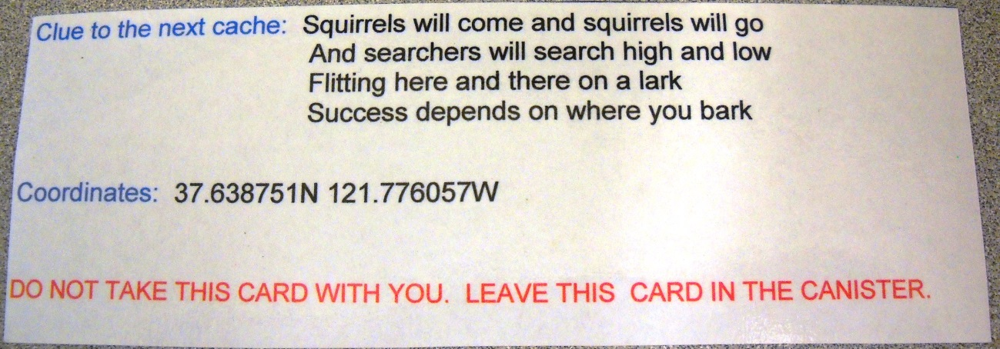 Clue to the next cache: Squirrels will come and squirrels will go
And searchers will search high and low
Flitting here and there on a lark
Success depends on where you bark
Coordinates: 37.638751N 121.776057W
DO NOT TAKE THIS CARD WITH YOU. LEAVE THIS CARD IN THE CANISTER.